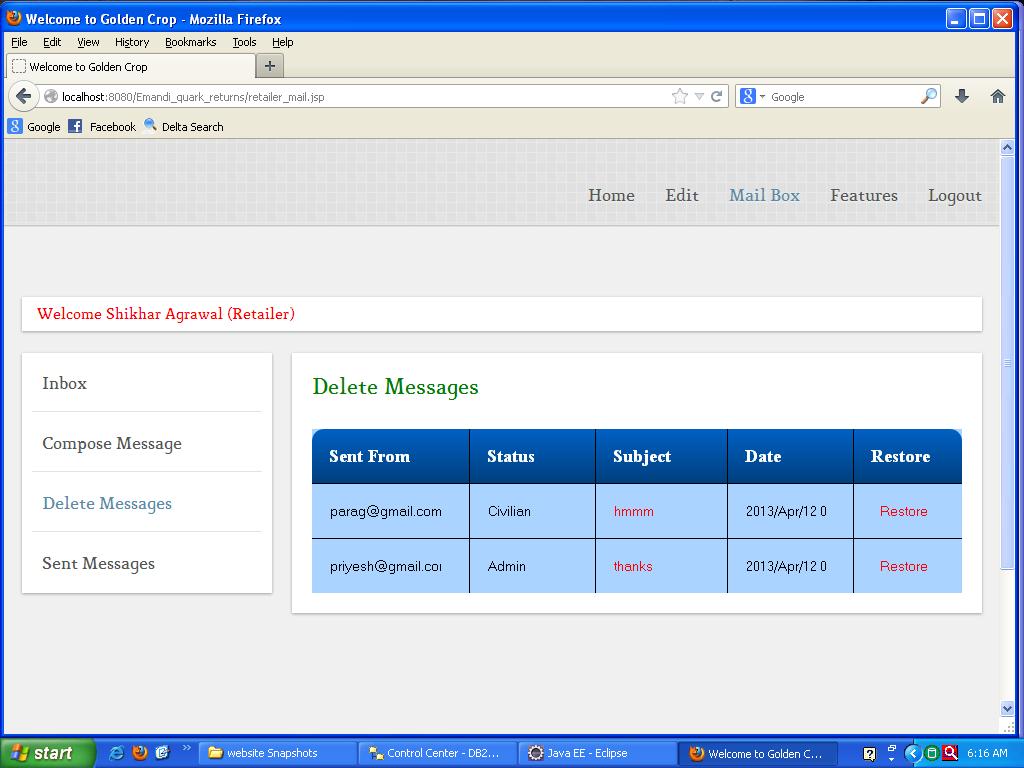 Welcome to Golden Crop - Mozilla Firefox
File Edit View History Bookmarks Tools Help
Welcome to Golden Crop
localhost:8080/Emandi_quark_returns/retailer_mail.jsp
Google
Google Facebook Delta Search
Home Edit Mail Box Features Logout
Welcome Shikhar Agrawal (Retailer)
Inbox
Compose Message
Delete Messages
Sent Messages
Delete Messages
Sent From Status Subject Date Restore
parag@gmail.com Civilian hmmm 2013/Apr/12 0 Restore
priyesh@gmail.co Admin thanks 2013/Apr/12 0 Restore
start website Snapshots Control Center - DB2... Java EE - Eclipse Welcome to Golden C... 6:16 AM